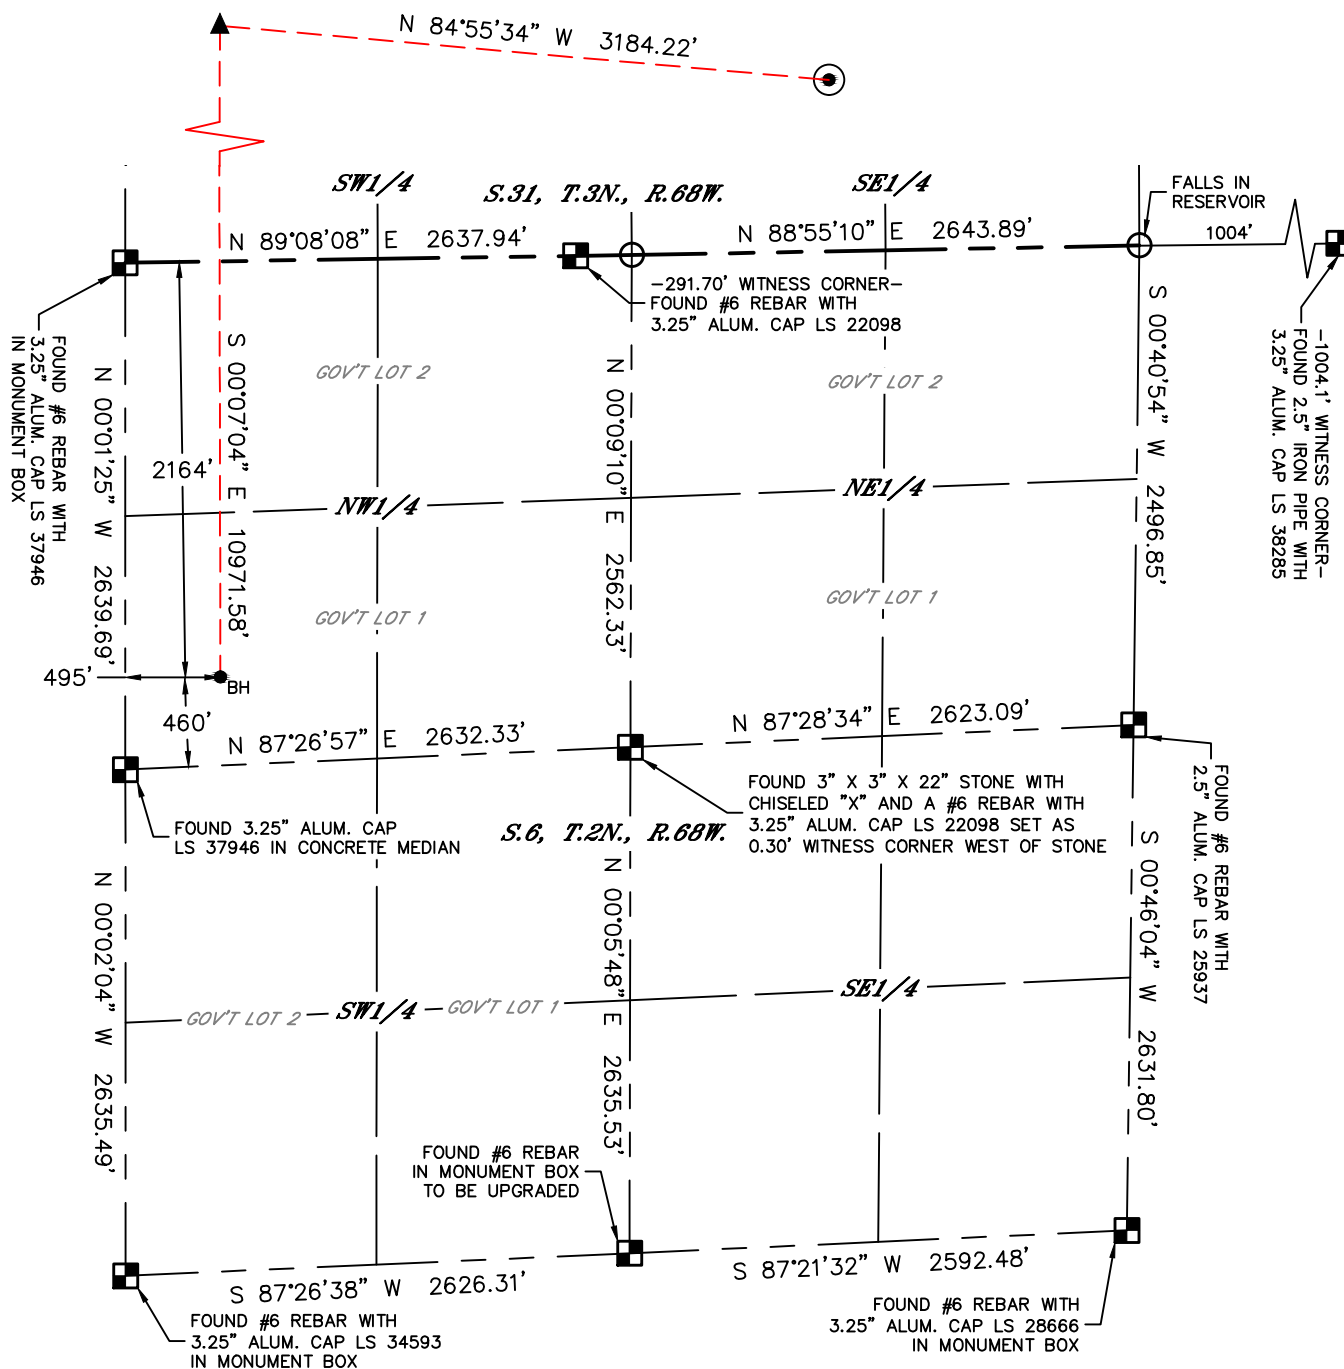 N 84°55'34" W 3184.22'
SW1/4
SE1/4
S.31, T.3N., R.68W.
FALLS IN
RESERVOIR
N 89°08'08" E 2637.94'
N 88°55'10" E 2643.89'
1004'
-291.70' WITNESS CORNER-
FOUND #6 REBAR WITH
3.25" ALUM. CAP LS 22098
-1004.1' WITNESS CORNER-
FOUND 2.5" IRON PIPE WITH
3.25" ALUM. CAP LS 38285
FOUND #6 REBAR WITH
3.25" ALUM. CAP LS 37946
IN MONUMENT BOX
N 00°01'25" W 2639.69'
2164'
S 00°07'04" E 10971.58'
GOV'T LOT 2
N 00°09'10" E 2562.33'
GOV'T LOT 2
S 00°40'54" W 2496.85'
NW1/4
NE1/4
GOV'T LOT 1
GOV'T LOT 1
495'
BH
460'
N 87°26'57" E 2632.33'
N 87°28'34" E 2623.09'
FOUND 3.25" ALUM. CAP
LS 37946 IN CONCRETE MEDIAN
FOUND 3" X 3" X 22" STONE WITH
CHISELED "X" AND A #6 REBAR WITH
3.25" ALUM. CAP LS 22098 SET AS
0.30' WITNESS CORNER WEST OF STONE
S.6, T.2N., R.68W.
FOUND #6 REBAR WITH
2.5" ALUM. CAP LS 25937
N 00°02'04" W 2635.49'
N 00°05'48" E 2635.53'
S 00°46'04" W 2631.80'
GOV'T LOT 2
SW1/4
GOV'T LOT 1
SE1/4
FOUND #6 REBAR
IN MONUMENT BOX
TO BE UPGRADED
S 87°26'38" W 2626.31'
S 87°21'32" W 2592.48'
FOUND #6 REBAR WITH
3.25" ALUM. CAP LS 34593
IN MONUMENT BOX
FOUND #6 REBAR WITH
3.25" ALUM. CAP LS 28666
IN MONUMENT BOX